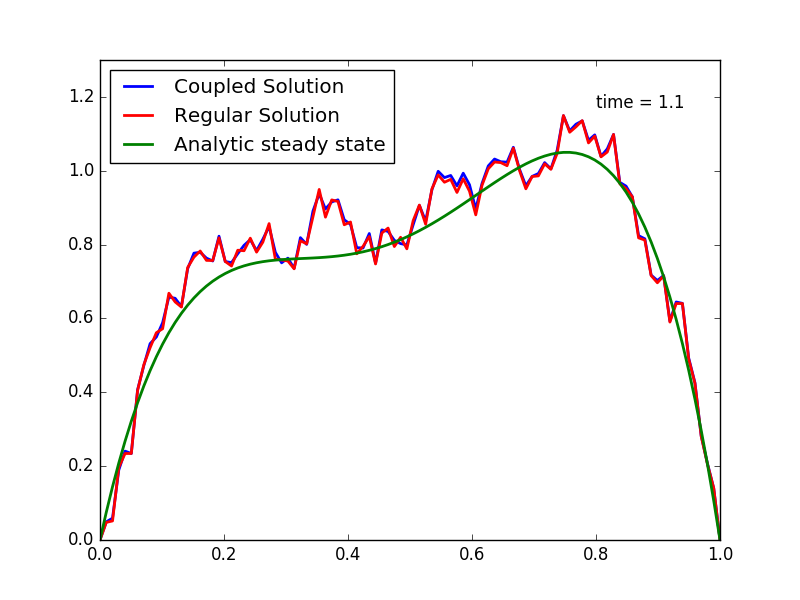 1.2
1.0
0.8
0.6
0.4
0.2
0.0
Coupled Solution
Regular Solution
Analytic steady state
time = 1.1
0.0 0.2 0.4 0.6 0.8 1.0